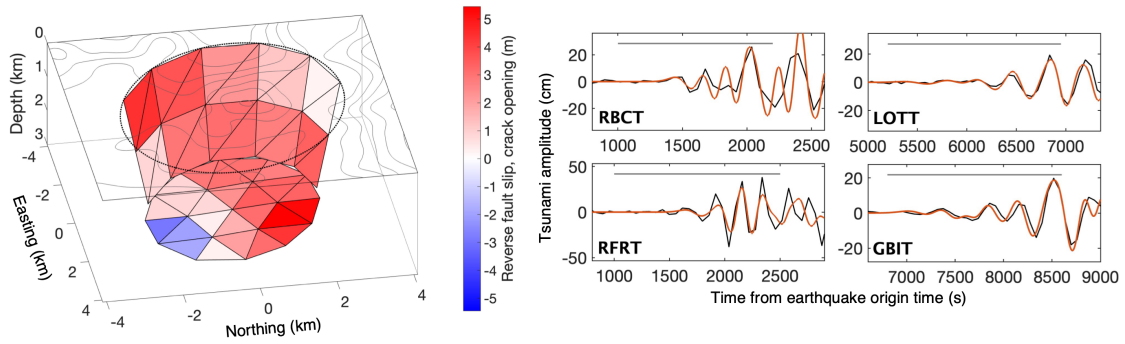 Depth (km)
0
1
2
3
-4
-2
0
2
4
Easting (km)
-4
-2
0
2
4
Northing (km)
5
4
3
2
1
0
-1
-2
-3
-4
-5
Reverse fault slip, crack opening (m)
Tsunami amplitude (cm)
20
0
-20
RBCT
1000 1500 2000 2500
LOTT
5000 5500 6000 6500 7000
50
0
-50
RFRT
1000 1500 2000 2500
20
0
-20
GBIT
7000 7500 8000 8500 9000
Time from earthquake origin time (s)